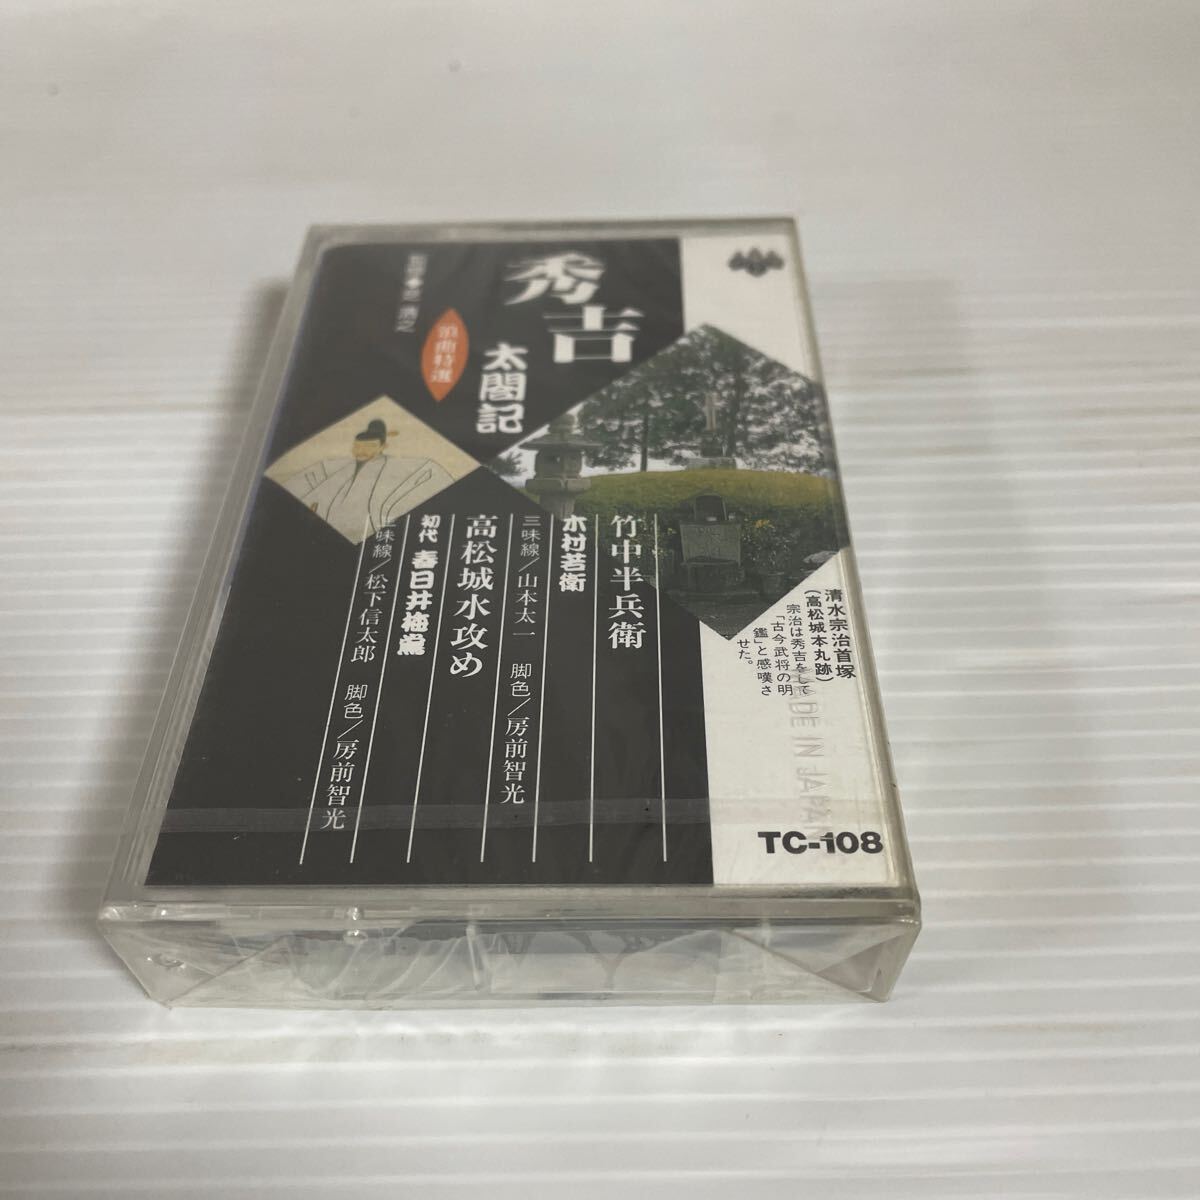 秀吉
太閤記
浪曲特選
竹中半兵衛
木村若衛
三味線／山本太一　脚色／房前智光
高松城水攻め
初代 春日井梅鶯
三味線／松下信太郎　脚色／房前智光
清水宗治首塚
（高松城本丸跡）
宗治は秀吉をして
「古今武将の明
鑑」と感嘆さ
せた。
MADE IN JAPAN
TC-108